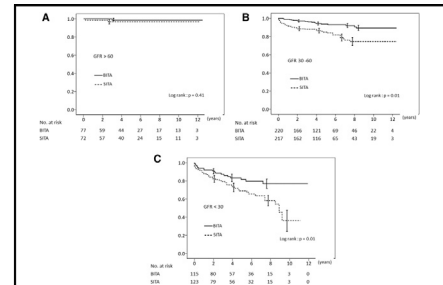 A
1.0
0.8
0.6
0.4
0.2
0.0
GFR > 60
BITA
SITA
Log rank : p = 0.41
0 2 4 6 8 10 12 (years)
No. at risk
BITA 77 59 44 27 17 13 3
SITA 72 57 40 24 15 11 3
B
1.0
0.8
0.6
0.4
0.2
0.0
GFR 30-60
BITA
SITA
Log rank : p = 0.01
0 2 4 6 8 10 12 (years)
No. at risk
BITA 220 166 121 69 46 22 4
SITA 217 162 116 65 43 19 3
C
1.0
0.8
0.6
0.4
0.2
0.0
GFR < 30
BITA
SITA
Log rank : p = 0.01
0 2 4 6 8 10 12 (years)
No. at risk
BITA 115 80 57 36 15 3 0
SITA 123 79 56 32 15 3 0